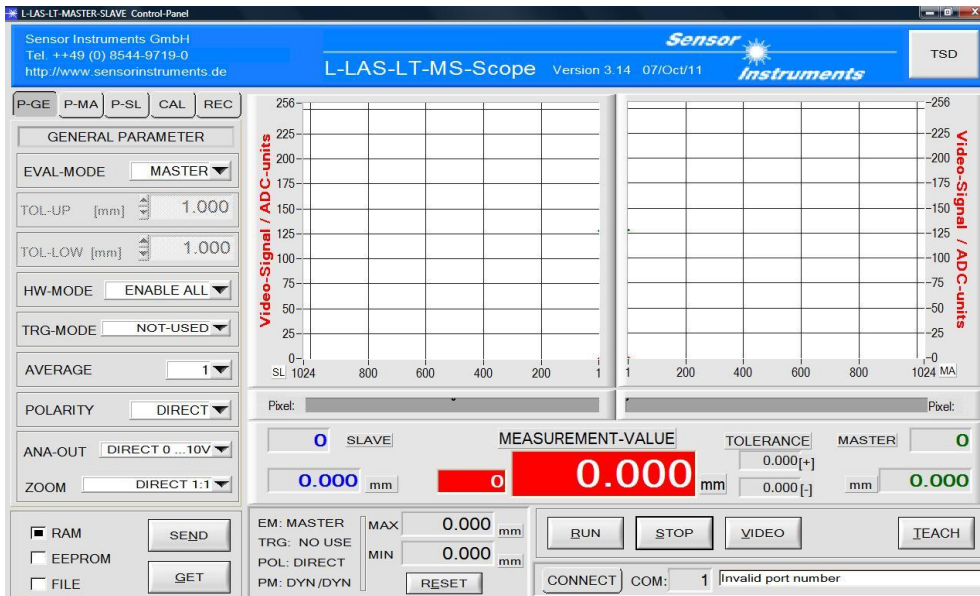 L-LAS-LT-MASTER-SLAVE Control-Panel
Sensor Instruments GmbH
Tel. ++49 (0) 8544-9719-0
http://www.sensorinstruments.de
L-LAS-LT-MS-Scope Version 3.14 07/Oct/11
Sensor
Instruments
TSD
P-GE P-MA P-SL CAL REC
GENERAL PARAMETER
EVAL-MODE MASTER
TOL-UP [mm] 1.000
TOL-LOW [mm] 1.000
HW-MODE ENABLE ALL
TRG-MODE NOT-USED
AVERAGE 1
POLARITY DIRECT
ANA-OUT DIRECT 0 ...10V
ZOOM DIRECT 1:1
RAM
EEPROM
FILE
SEND
GET
Video-Signal / ADC-units
256
225
200
175
150
125
100
75
50
25
0
SL 1024 800 600 400 200 1
1 200 400 600 800 1024 MA
256
225
200
175
150
125
100
75
50
25
0
Video-Signal / ADC-units
Pixel:
Pixel:
0 SLAVE
0.000 mm
MEASUREMENT-VALUE
0 0.000 mm
TOLERANCE
0.000 [+]
0.000 [-]
MASTER 0
mm 0.000
EM: MASTER
TRG: NO USE
POL: DIRECT
PM: DYN/DYN
MAX 0.000 mm
MIN 0.000 mm
RESET
RUN STOP VIDEO TEACH
CONNECT COM: 1 Invalid port number